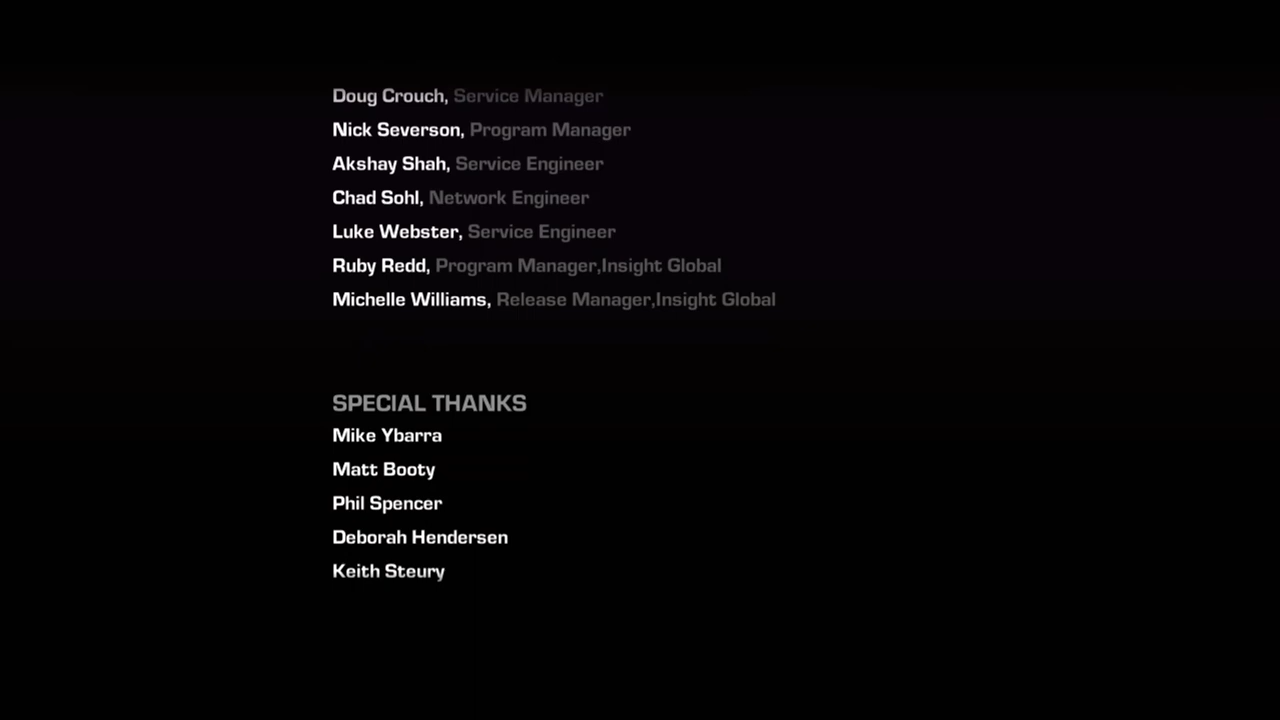 Doug Crouch, Service Manager
Nick Severson, Program Manager
Akshay Shah, Service Engineer
Chad Sohl, Network Engineer
Luke Webster, Service Engineer
Ruby Redd, Program Manager,Insight Global
Michelle Williams, Release Manager,Insight Global
SPECIAL THANKS
Mike Ybarra
Matt Booty
Phil Spencer
Deborah Hendersen
Keith Steury